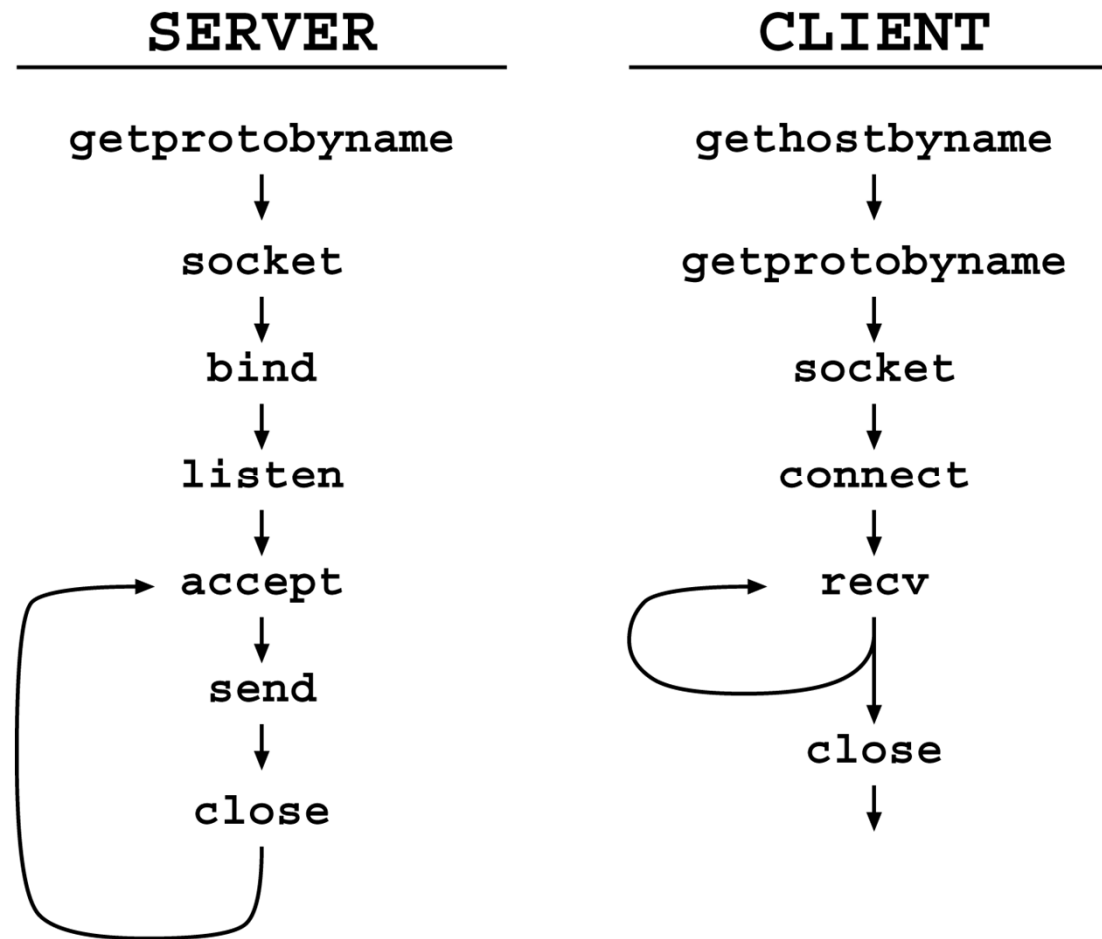 SERVER
getprotobyname
socket
bind
listen
accept
send
close
CLIENT
gethostbyname
getprotobyname
socket
connect
recv
close